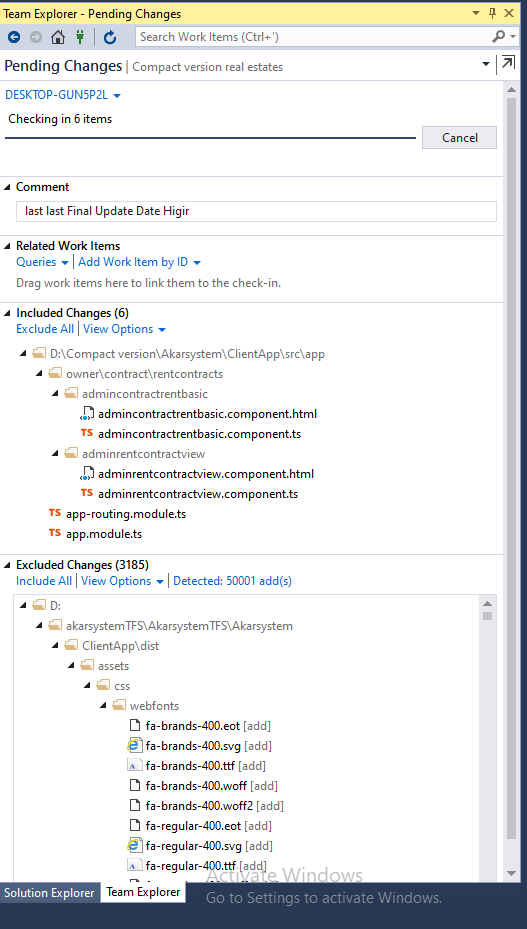 Team Explorer - Pending Changes
Search Work Items (Ctrl+')
Pending Changes | Compact version real estates
DESKTOP-GUN5P2L
Checking in 6 items
Cancel
Comment
last last Final Update Date Higir
Related Work Items
Queries | Add Work Item by ID
Drag work items here to link them to the check-in.
Included Changes (6)
Exclude All | View Options
D:\Compact version\Akarsystem\ClientApp\src\app
owner\contract\rentcontracts
admincontractrentbasic
admincontractrentbasic.component.html
TS admincontractrentbasic.component.ts
adminrentcontractview
adminrentcontractview.component.html
TS adminrentcontractview.component.ts
TS app-routing.module.ts
TS app.module.ts
Excluded Changes (3185)
Include All | View Options | Detected: 50001 add(s)
D:
akarsystemTFS\AkarsystemTFS\Akarsystem
ClientApp\dist
assets
css
webfonts
fa-brands-400.eot [add]
fa-brands-400.svg [add]
fa-brands-400.ttf [add]
fa-brands-400.woff [add]
fa-brands-400.woff2 [add]
fa-regular-400.eot [add]
fa-regular-400.svg [add]
fa-regular-400.ttf [add]
Activate Windows
Go to Settings to activate Windows.
Solution Explorer Team Explorer